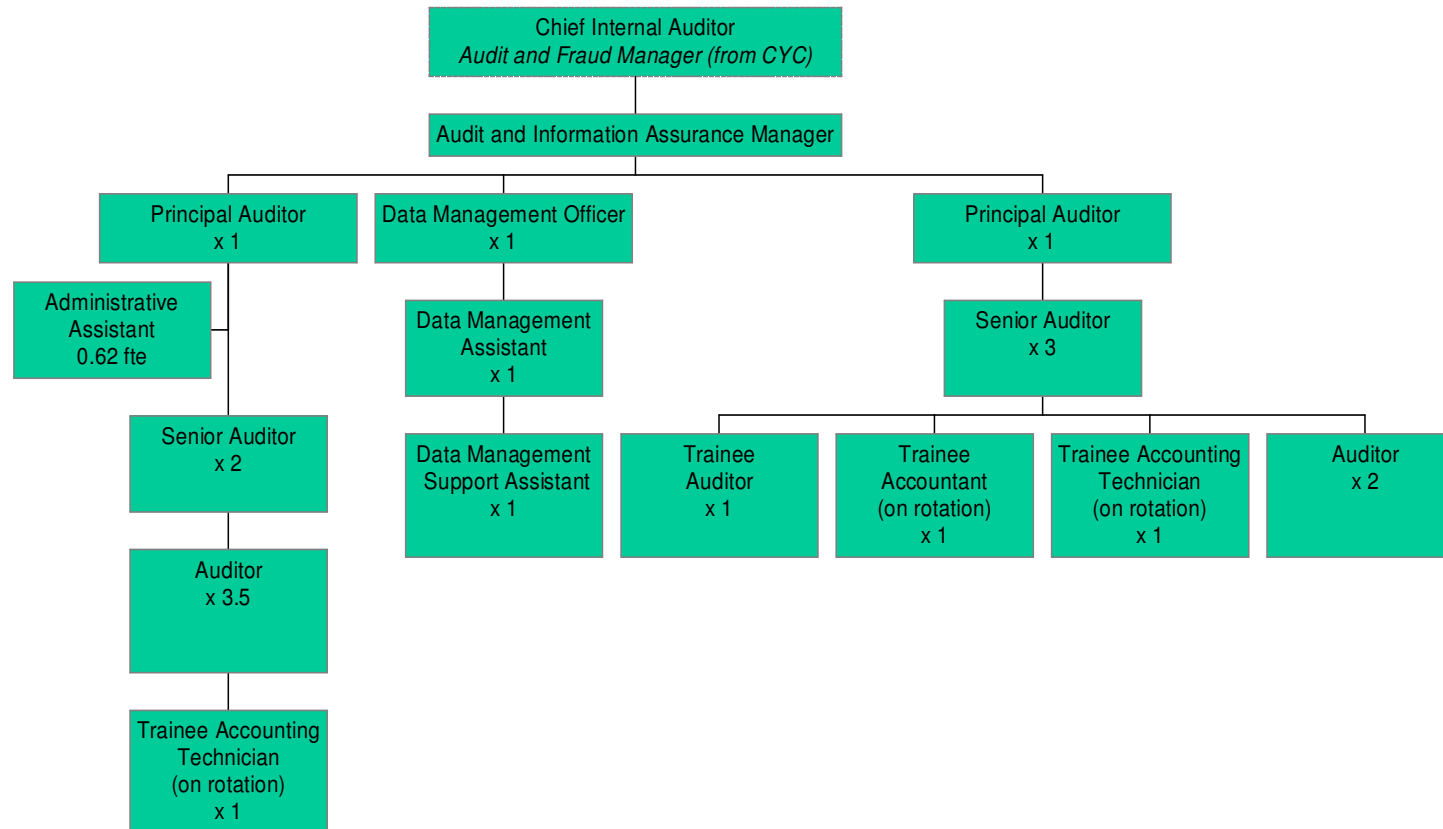 Chief Internal Auditor
Audit and Fraud Manager (from CYC)
Audit and Information Assurance Manager
Principal Auditor
x 1
Data Management Officer
x 1
Principal Auditor
x 1
Administrative
Assistant
0.62 fte
Data Management
Assistant
x 1
Senior Auditor
x 3
Senior Auditor
x 2
Data Management
Support Assistant
x 1
Trainee
Auditor
x 1
Trainee
Accountant
(on rotation)
x 1
Trainee Accounting
Technician
(on rotation)
x 1
Auditor
x 2
Auditor
x 3.5
Trainee Accounting
Technician
(on rotation)
x 1